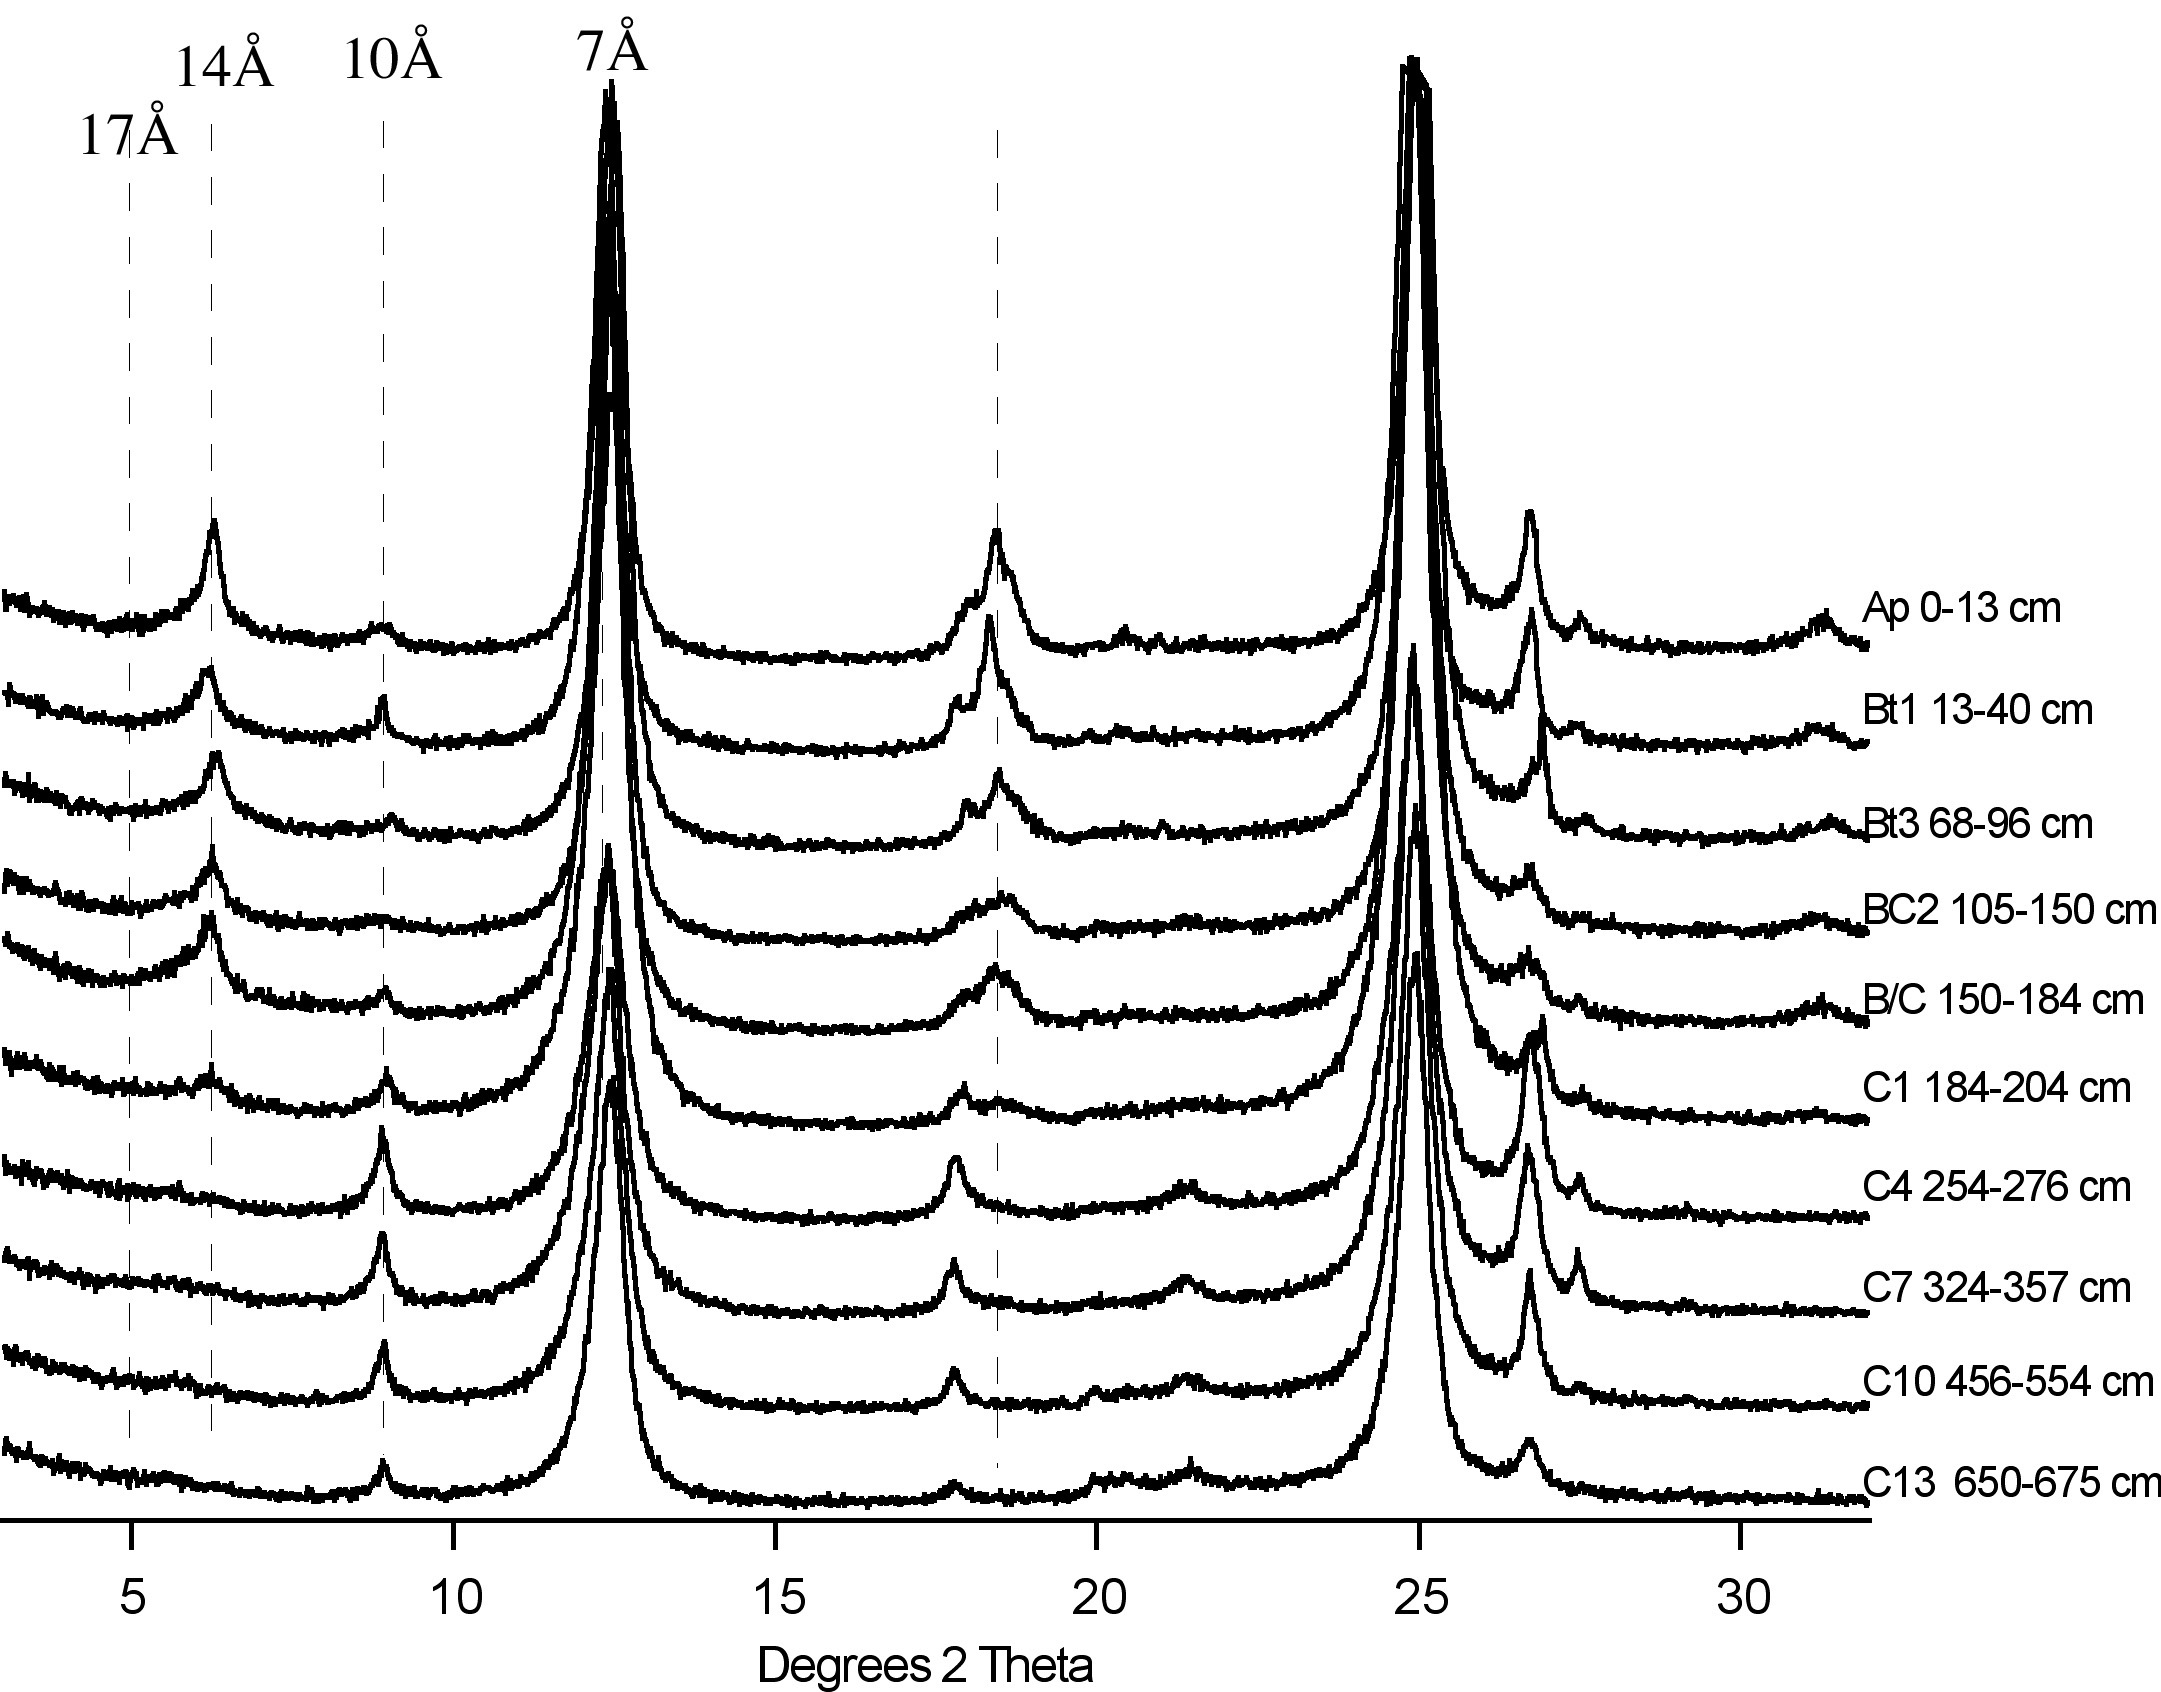 7Å
10Å
14Å
17Å
Ap 0-13 cm
Bt1 13-40 cm
Bt3 68-96 cm
BC2 105-150 cm
B/C 150-184 cm
C1 184-204 cm
C4 254-276 cm
C7 324-357 cm
C10 456-554 cm
C13 650-675 cm
5 10 15 20 25 30
Degrees 2 Theta